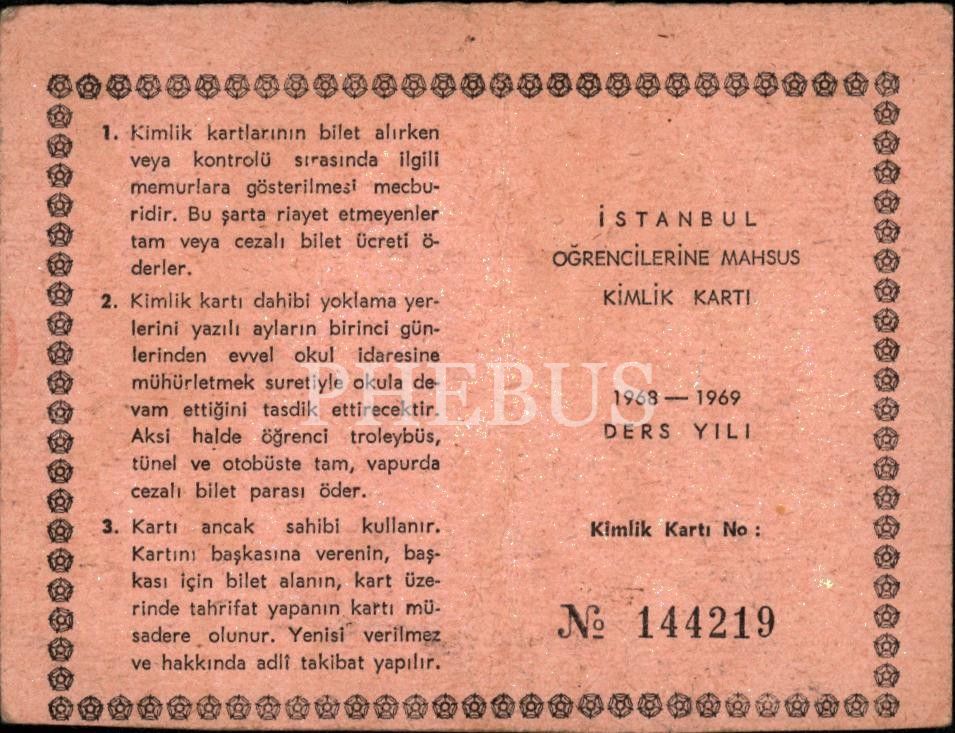 1. Kimlik kartlarının bilet alırken
veya kontrolü sırasında ilgili
memurlara gösterilmesi mecbu-
ridir. Bu şarta riayet etmeyenler
tam veya cezalı bilet ücreti ö-
derler.
2. Kimlik kartı dahibi yoklama yer-
lerini yazılı ayların birinci gün-
lerinden evvel okul idaresine
mühürletmek suretiyle okula de-
vam ettiğini tasdik ettirecektir.
Aksi halde öğrenci troleybüs,
tünel ve otobüste tam, vapurda
cezalı bilet parası öder.
3. Kartı ancak sahibi kullanır.
Kartını başkasına verenin, baş-
kası için bilet alanın, kart üze-
rinde tahrifat yapanın kartı mü-
sadere olunur. Yenisi verilmez
ve hakkında adlî takibat yapılır.
İSTANBUL
ÖĞRENCİLERİNE MAHSUS
KİMLİK KARTI
1968 — 1969
DERS YILI
Kimlik Kartı No :
№ 144219
PHEBUS